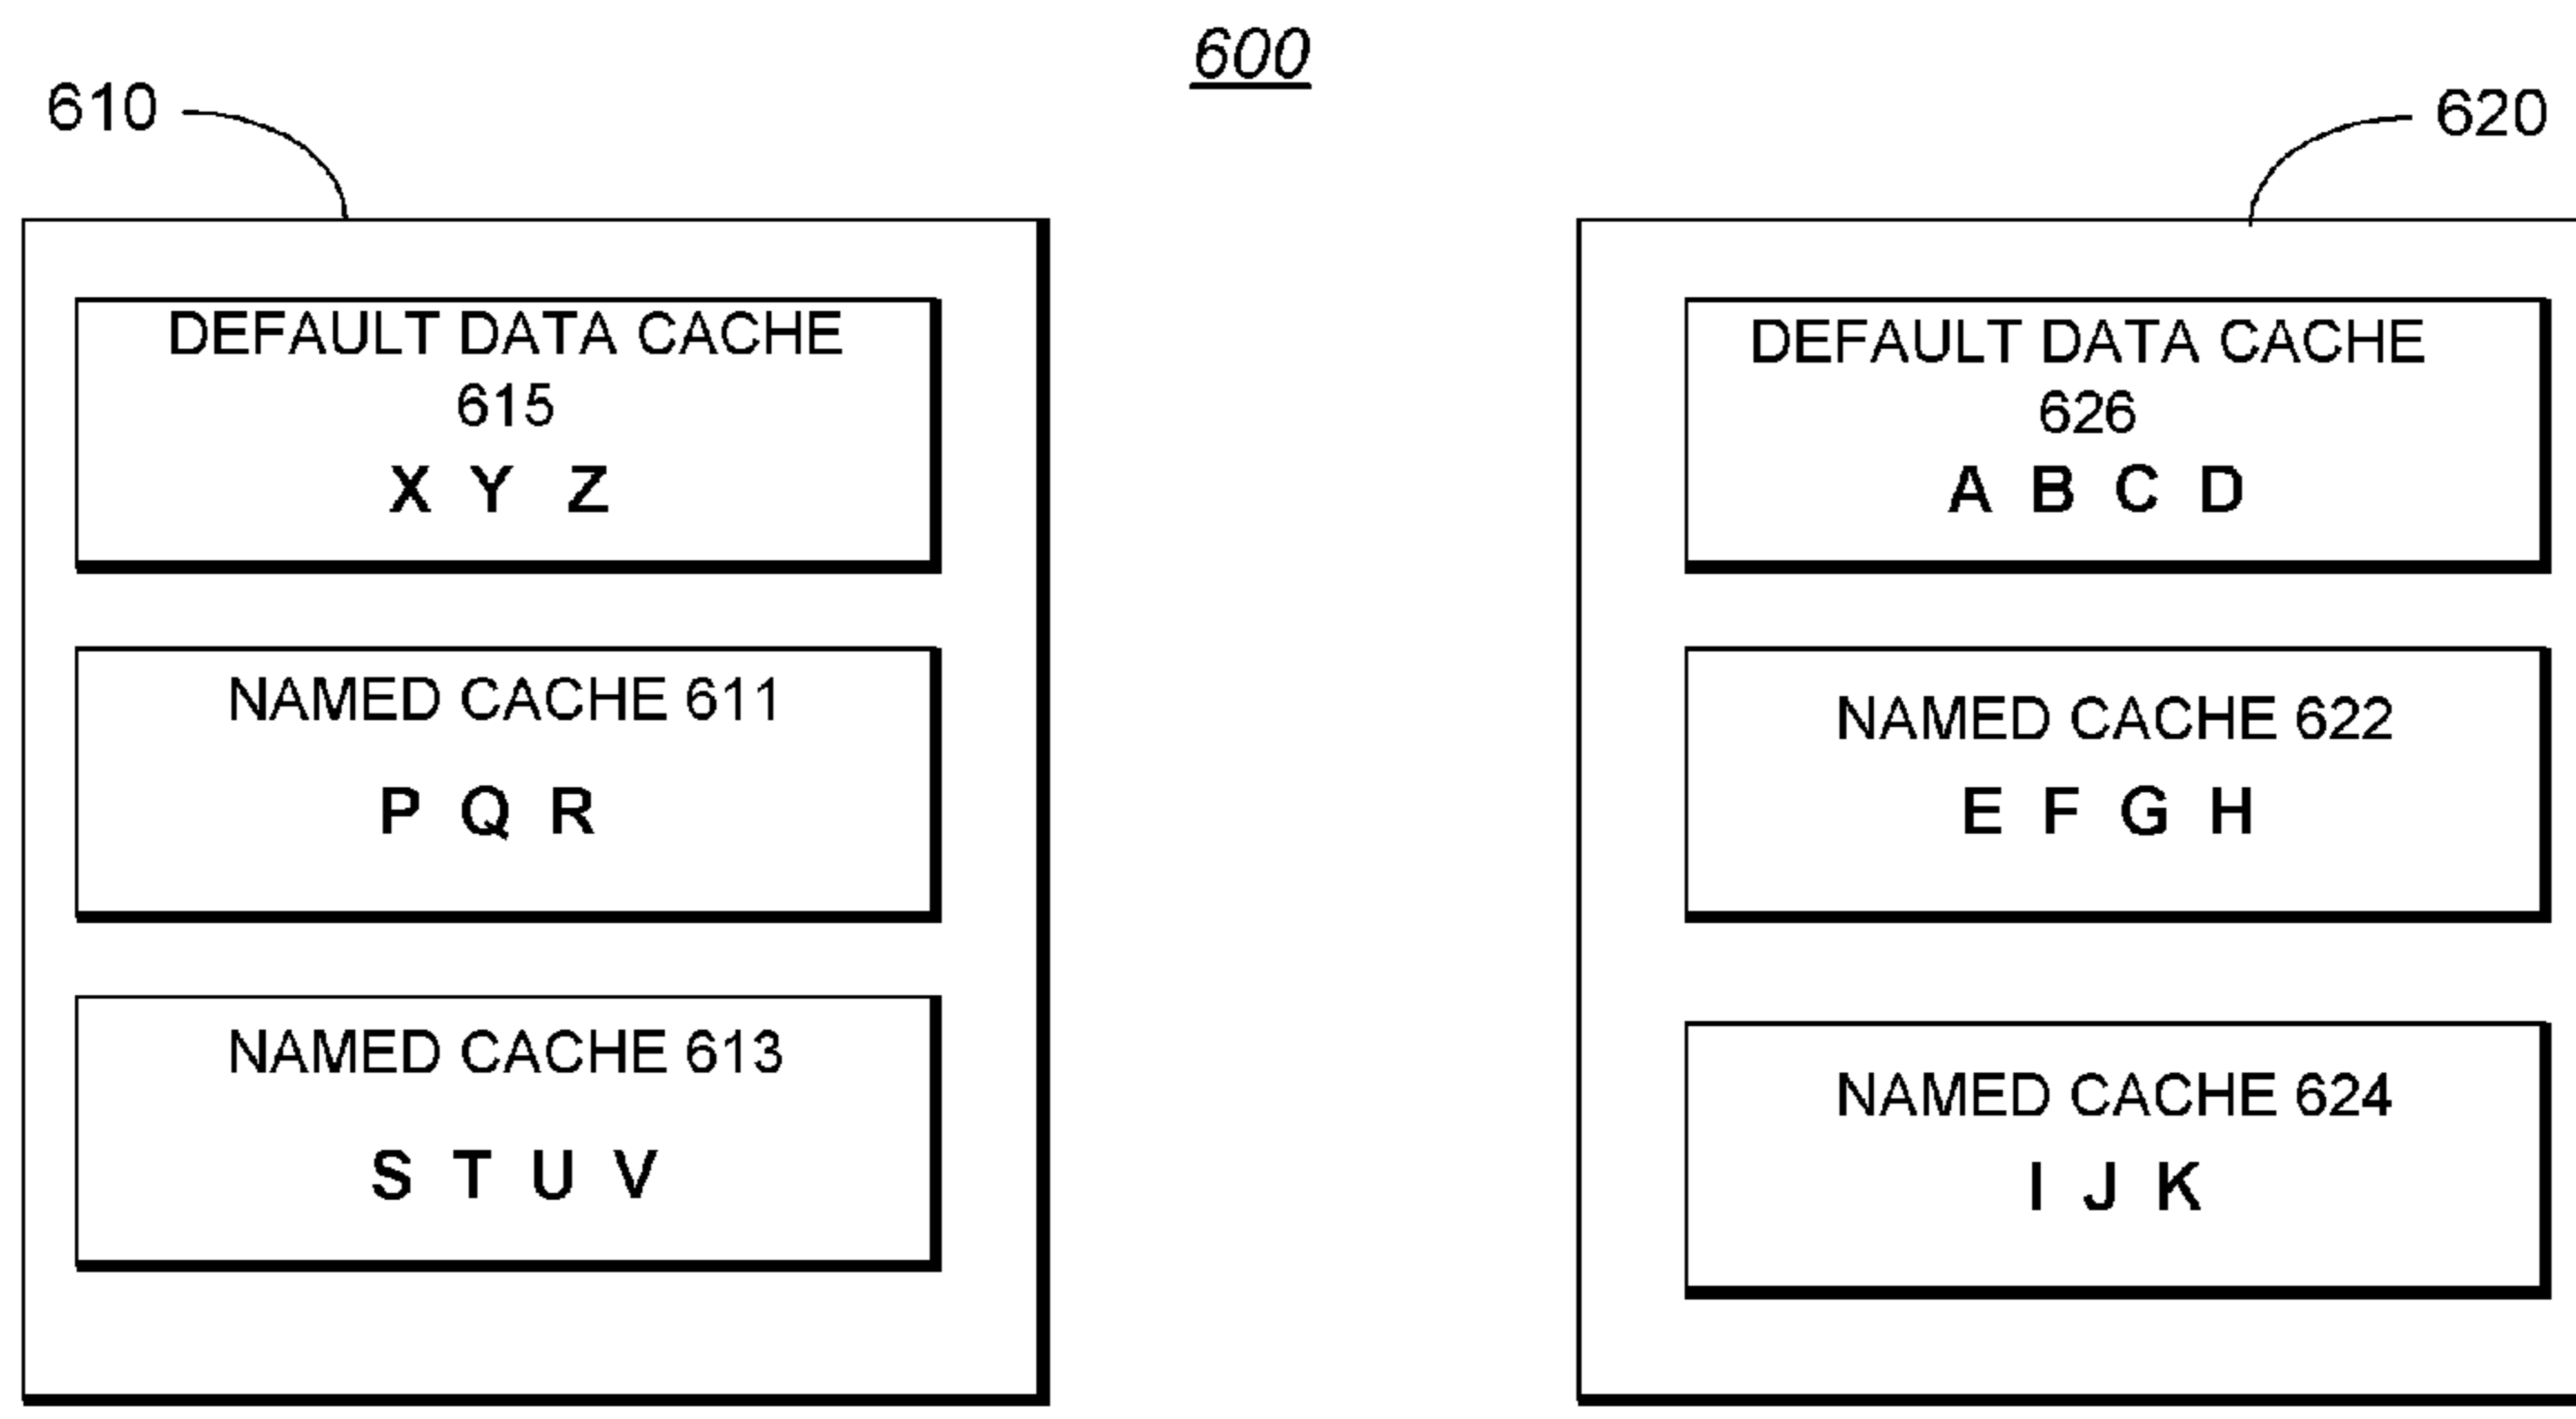 600
610
620
DEFAULT DATA CACHE
615
X Y Z
NAMED CACHE 611
P Q R
NAMED CACHE 613
S T U V
DEFAULT DATA CACHE
626
A B C D
NAMED CACHE 622
E F G H
NAMED CACHE 624
I J K